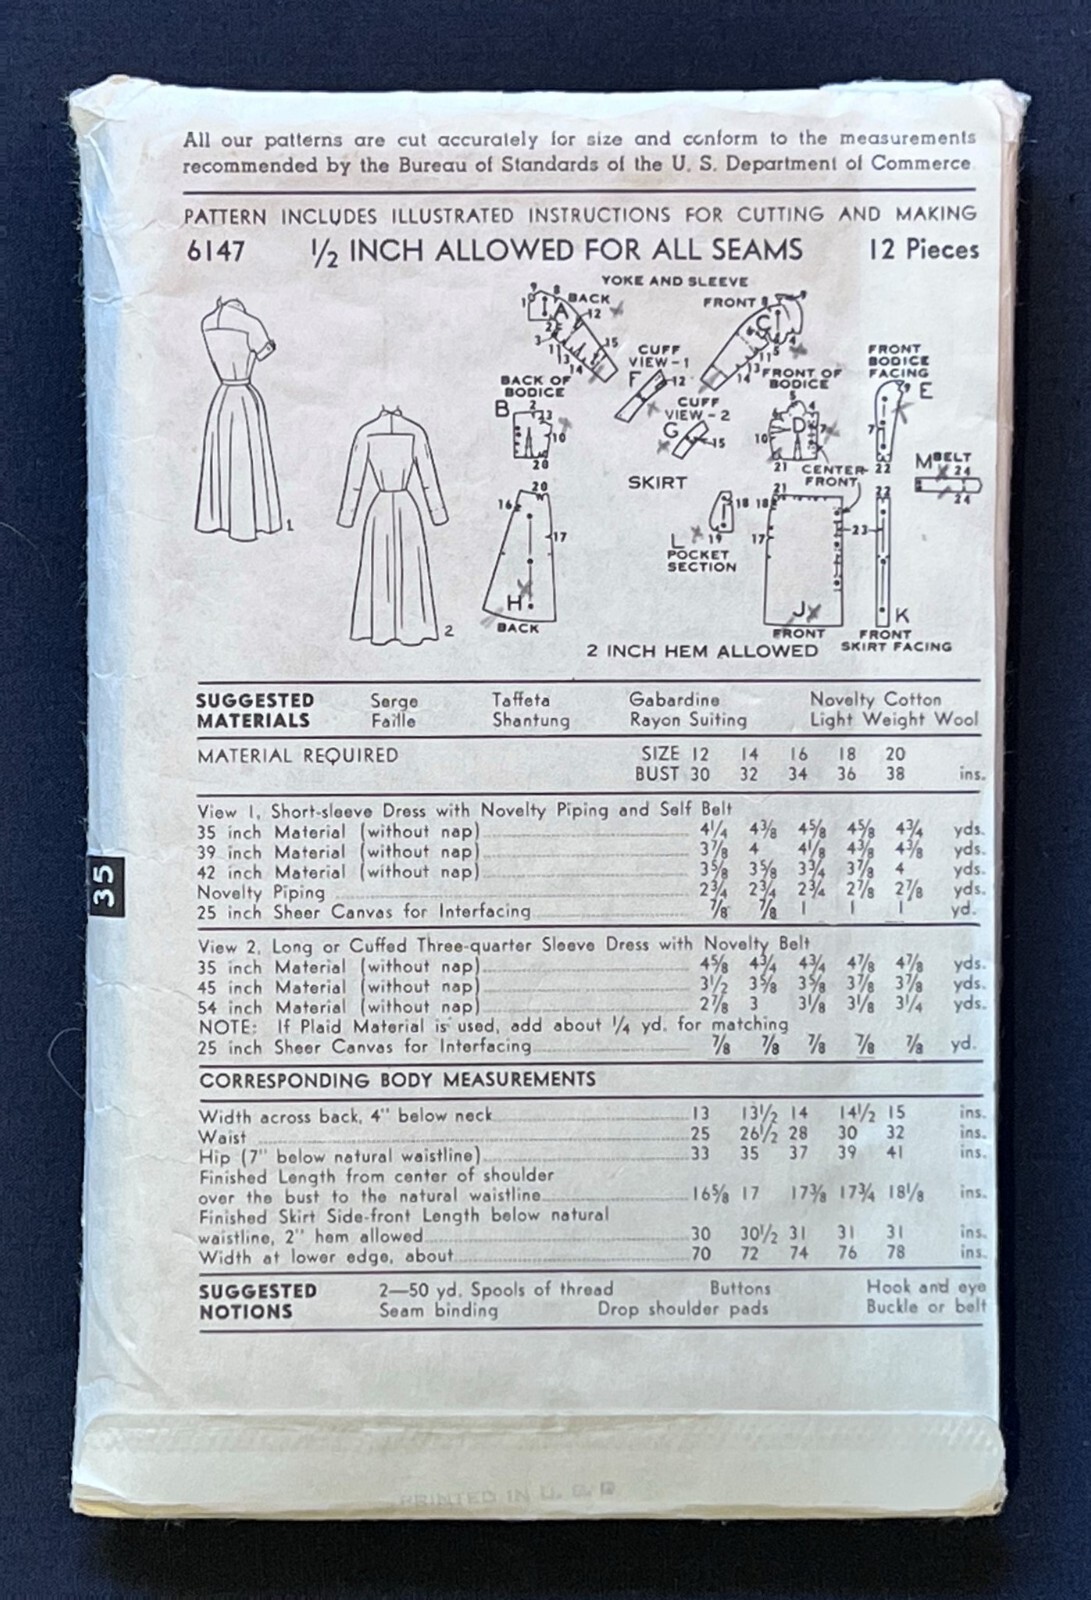 All our patterns are cut accurately for size and conform to the measurements
recommended by the Bureau of Standards of the U. S. Department of Commerce
PATTERN INCLUDES ILLUSTRATED INSTRUCTIONS FOR CUTTING AND MAKING
6147 1/2 INCH ALLOWED FOR ALL SEAMS 12 Pieces
YOKE AND SLEEVE
BACK
FRONT
A
C
CUFF
VIEW-1
F
CUFF
VIEW-2
G
BACK OF
BODICE
B
FRONT OF
BODICE
D
FRONT
BODICE
FACING
E
CENTER
FRONT
M BELT
SKIRT
L
POCKET
SECTION
H
BACK
J
FRONT
K
FRONT
SKIRT FACING
1
2
2 INCH HEM ALLOWED
SUGGESTED MATERIALS
Serge Taffeta Gabardine Novelty Cotton
Faille Shantung Rayon Suiting Light Weight Wool
MATERIAL REQUIRED SIZE 12 14 16 18 20
BUST 30 32 34 36 38 ins.
View 1, Short-sleeve Dress with Novelty Piping and Self Belt
35 inch Material (without nap) 4 1/4 4 3/8 4 5/8 4 5/8 4 3/4 yds.
39 inch Material (without nap) 3 7/8 4 4 1/8 4 3/8 4 3/8 yds.
42 inch Material (without nap) 3 5/8 3 5/8 3 3/4 3 7/8 4 yds.
Novelty Piping 2 3/4 2 3/4 2 3/4 2 7/8 2 7/8 yds.
25 inch Sheer Canvas for Interfacing 7/8 7/8 1 1 1 yd.
35
View 2, Long or Cuffed Three-quarter Sleeve Dress with Novelty Belt
35 inch Material (without nap) 4 5/8 4 3/4 4 3/4 4 7/8 4 7/8 yds.
45 inch Material (without nap) 3 1/2 3 5/8 3 5/8 3 7/8 3 7/8 yds.
54 inch Material (without nap) 2 7/8 3 3 1/8 3 1/8 3 1/4 yds.
NOTE: If Plaid Material is used, add about 1/4 yd. for matching
25 inch Sheer Canvas for Interfacing 7/8 7/8 7/8 7/8 7/8 yd.
CORRESPONDING BODY MEASUREMENTS
Width across back, 4" below neck 13 13 1/2 14 14 1/2 15 ins.
Waist 25 26 1/2 28 30 32 ins.
Hip (7" below natural waistline) 33 35 37 39 41 ins.
Finished Length from center of shoulder
over the bust to the natural waistline 16 5/8 17 17 3/8 17 3/4 18 1/8 ins.
Finished Skirt Side-front Length below natural
waistline, 2" hem allowed 30 30 1/2 31 31 31 ins.
Width at lower edge, about 70 72 74 76 78 ins.
SUGGESTED NOTIONS
2—50 yd. Spools of thread Buttons Hook and eye
Seam binding Drop shoulder pads Buckle or belt
PRINTED IN U.